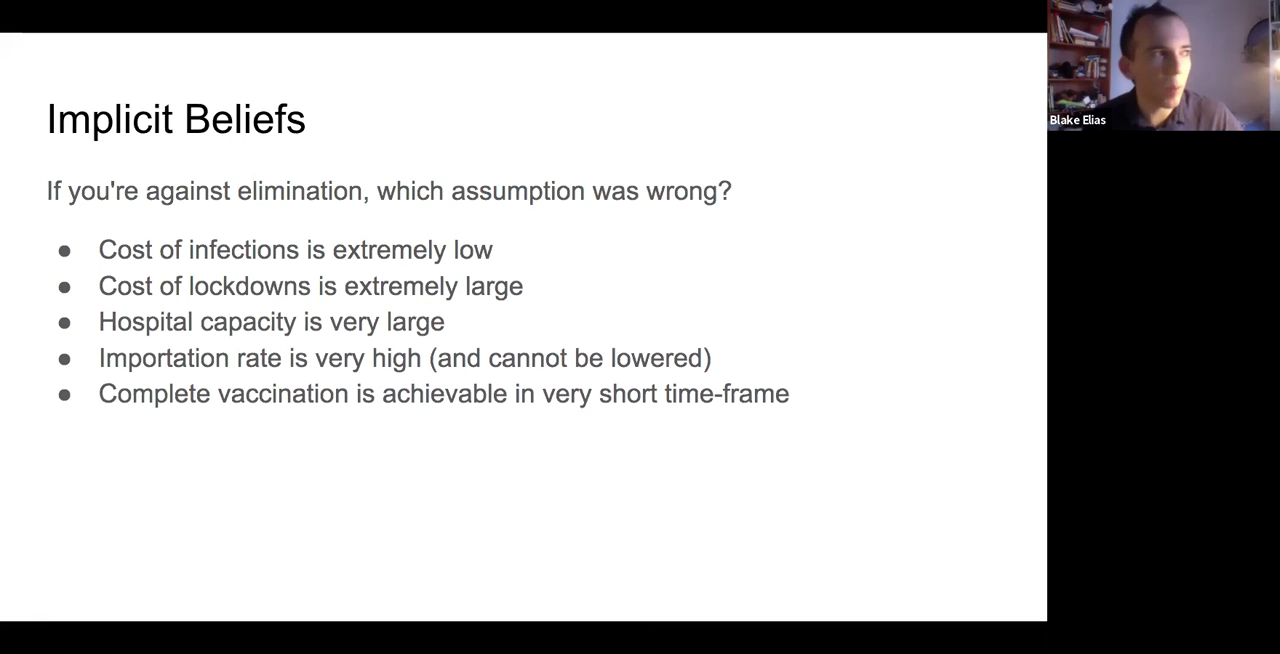 Implicit Beliefs
If you're against elimination, which assumption was wrong?
● Cost of infections is extremely low
● Cost of lockdowns is extremely large
● Hospital capacity is very large
● Importation rate is very high (and cannot be lowered)
● Complete vaccination is achievable in very short time-frame
Blake Elias